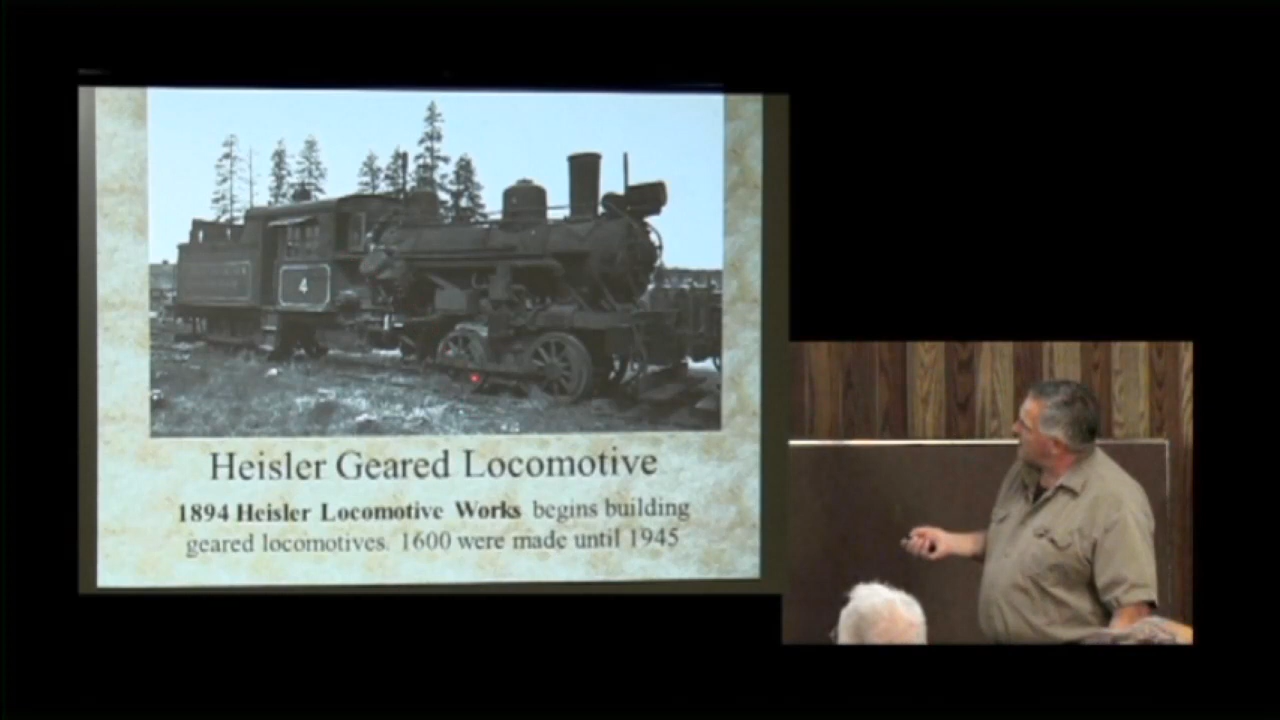 4
Heisler Geared Locomotive
1894 Heisler Locomotive Works begins building
geared locomotives. 1600 were made until 1945